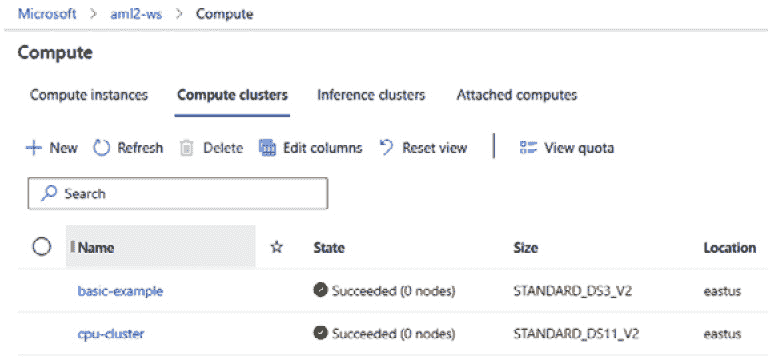 Microsoft > aml2-ws > Compute
Compute
Compute instances Compute clusters Inference clusters Attached computes
New Refresh Delete Edit columns Reset view View quota
Search
Name State Size Location
basic-example Succeeded (0 nodes) STANDARD_DS3_V2 eastus
cpu-cluster Succeeded (0 nodes) STANDARD_DS11_V2 eastus